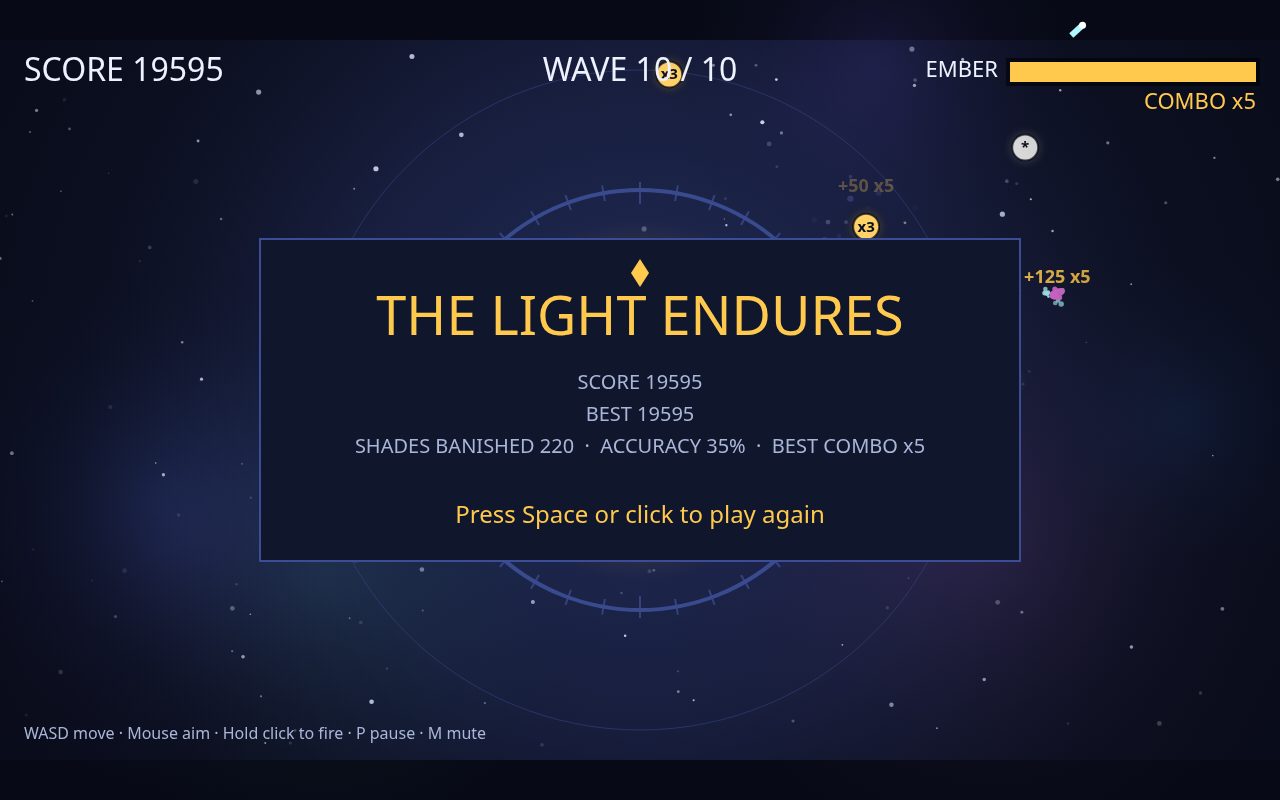 SCORE 19595
WAVE 10 / 10
x3
EMBER
COMBO x5
*
+50 x5
x3
+125 x5
THE LIGHT ENDURES
SCORE 19595
BEST 19595
SHADES BANISHED 220 · ACCURACY 35% · BEST COMBO x5
Press Space or click to play again
WASD move · Mouse aim · Hold click to fire · P pause · M mute